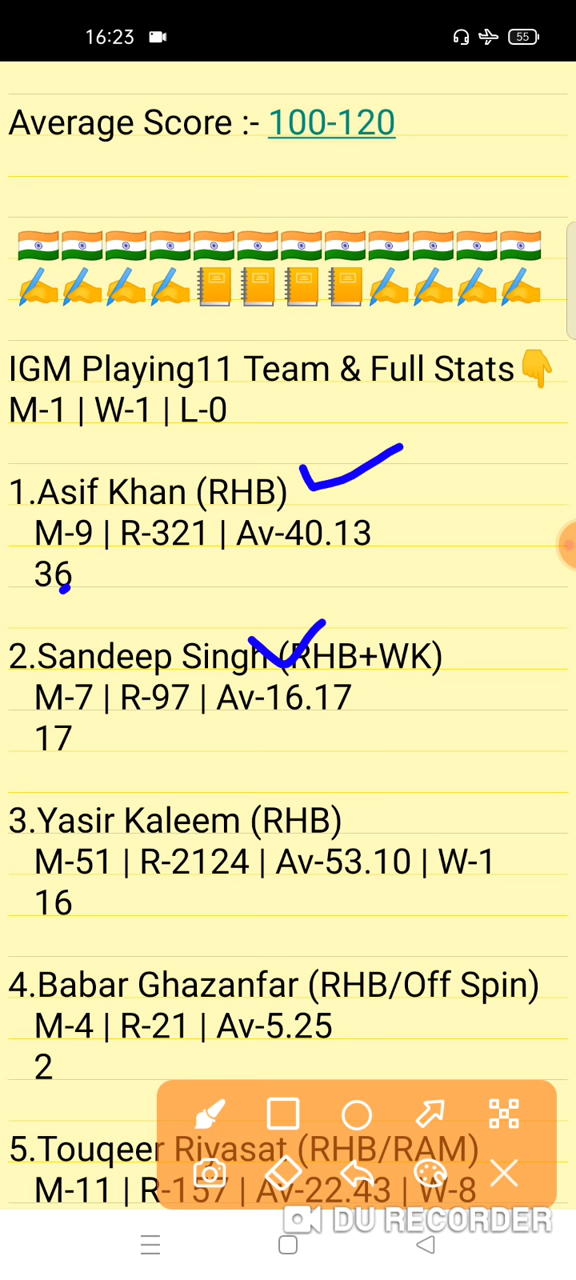 16:23
55
Average Score :- 100-120
IGM Playing11 Team & Full Stats
M-1 | W-1 | L-0
1.Asif Khan (RHB)
M-9 | R-321 | Av-40.13
36
2.Sandeep Singh (RHB+WK)
M-7 | R-97 | Av-16.17
17
3.Yasir Kaleem (RHB)
M-51 | R-2124 | Av-53.10 | W-1
16
4.Babar Ghazanfar (RHB/Off Spin)
M-4 | R-21 | Av-5.25
2
5.Touqeer Riyasat (RHB/RAM)
M-11 | R-157 | Av-22.43 | W-8
DU RECORDER